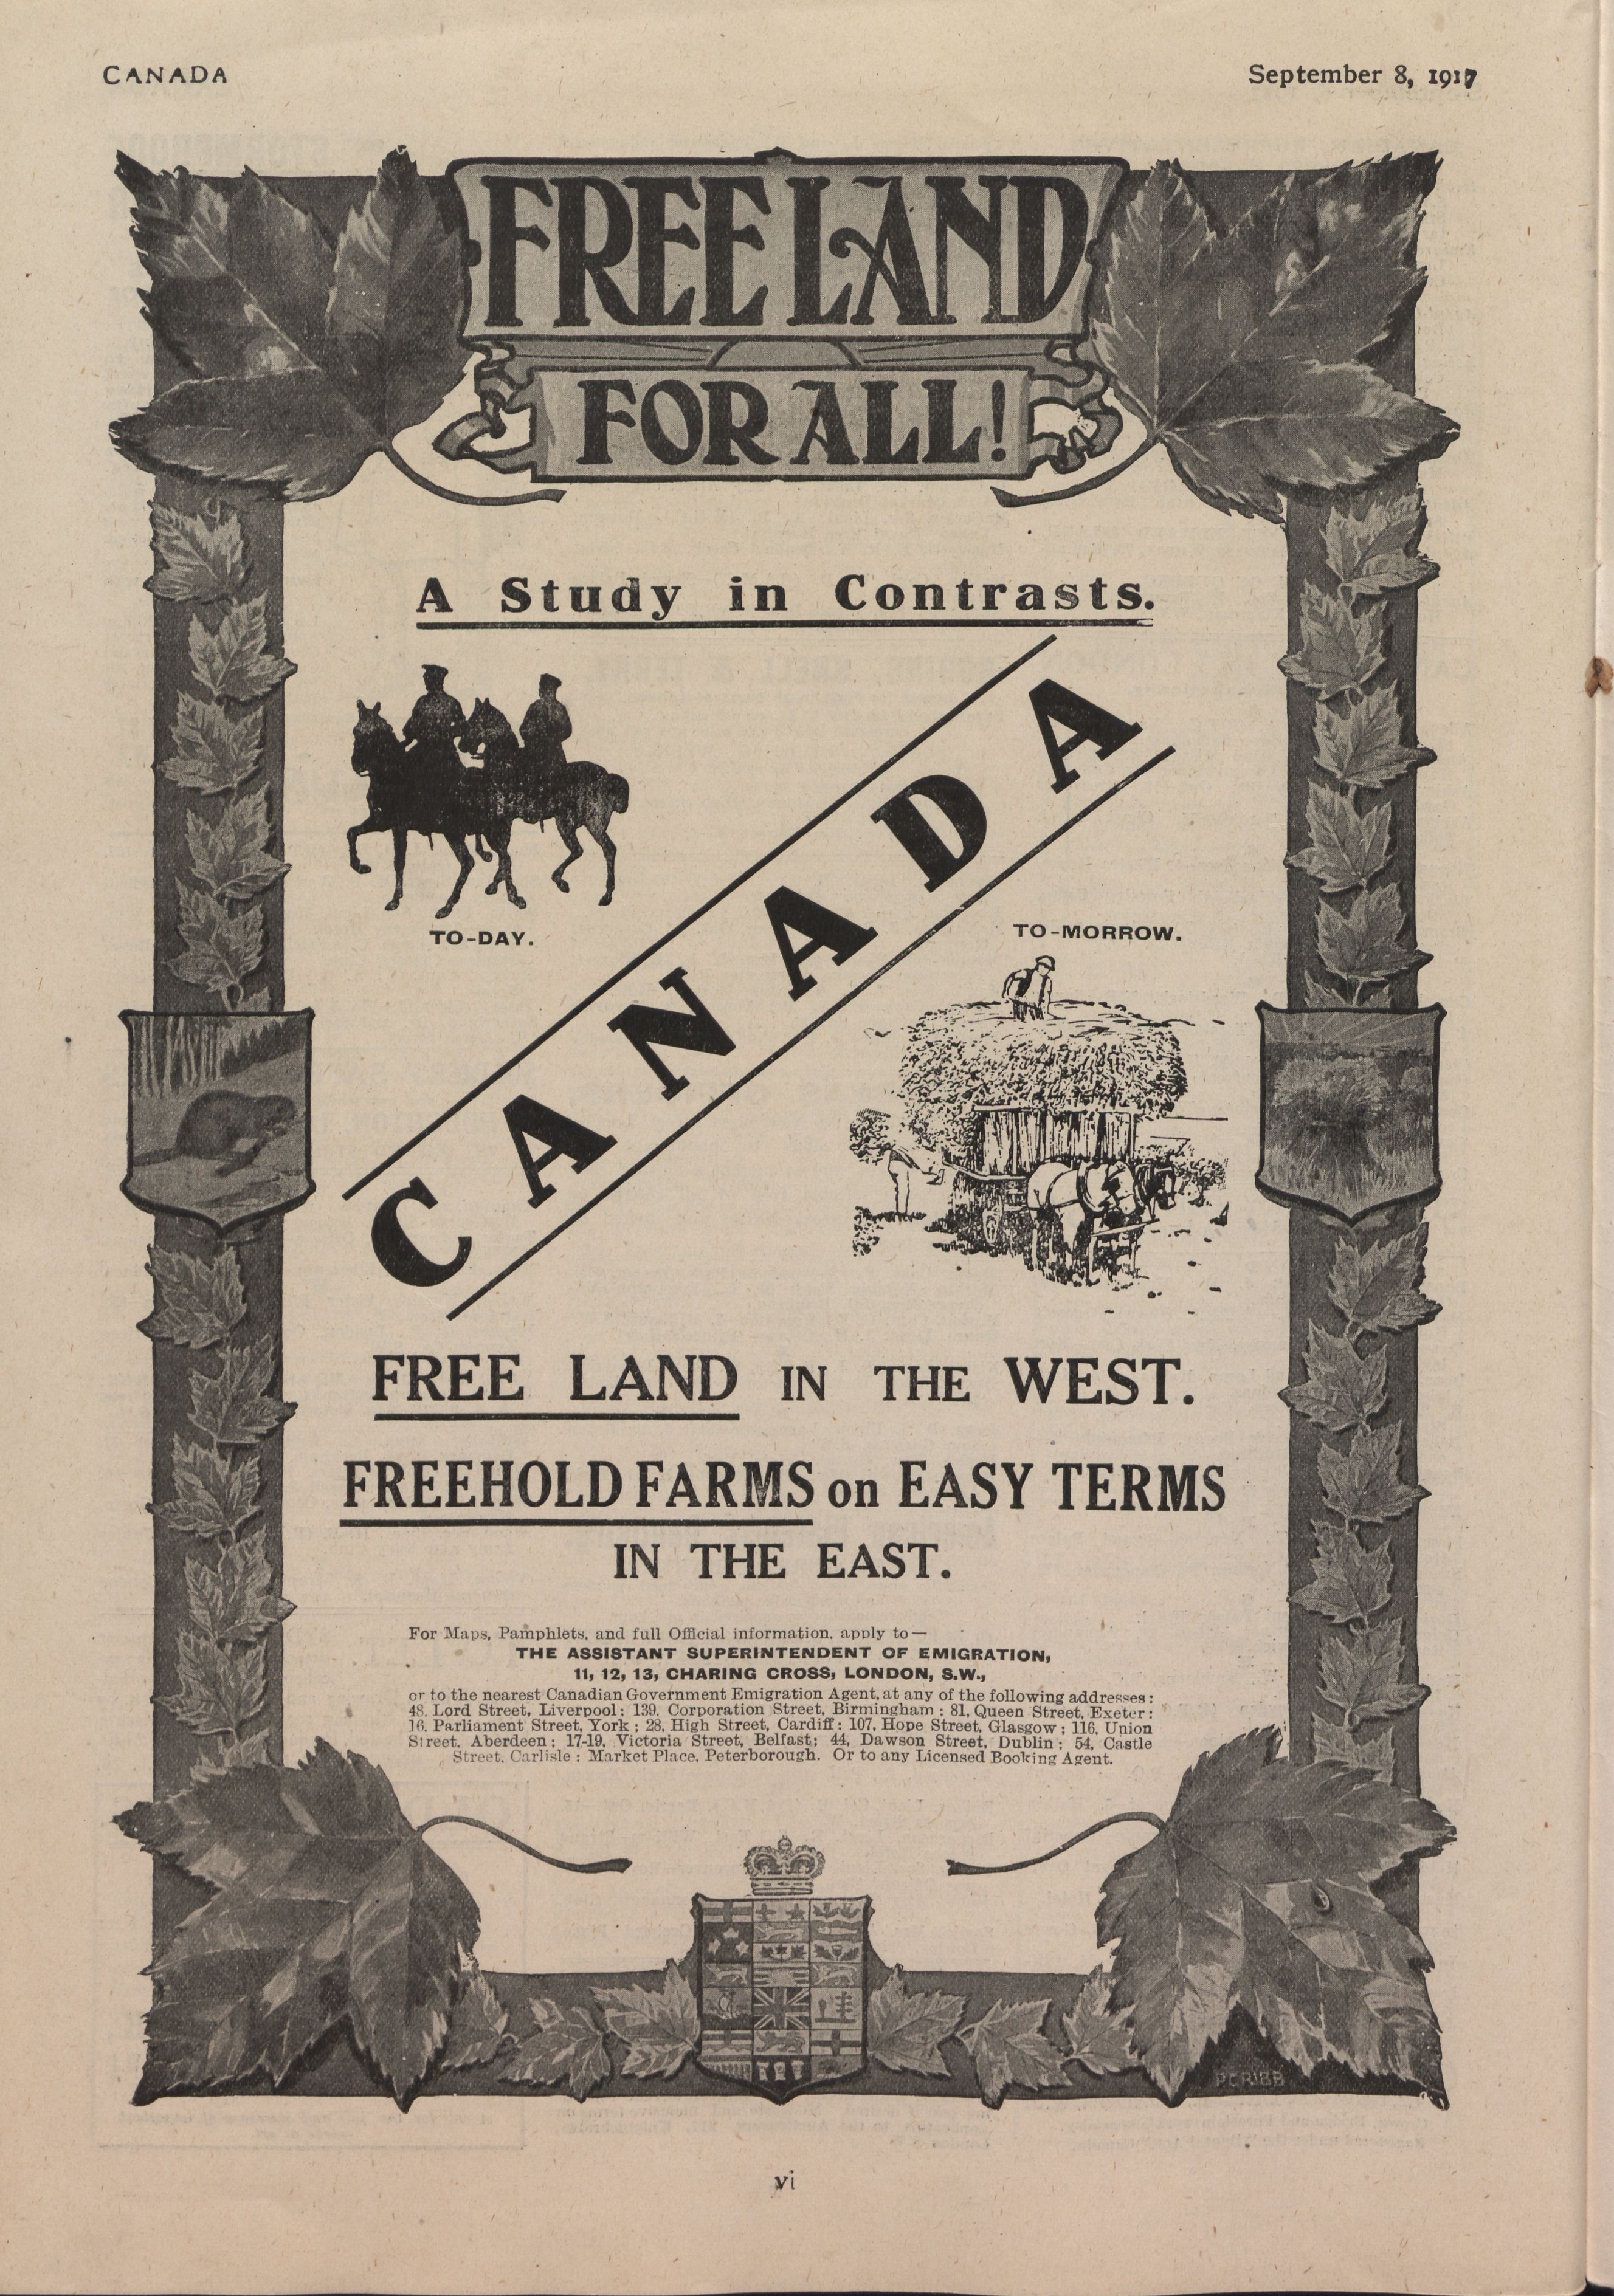 CANADA
September 8, 1917
FREE LAND
FOR ALL!
A Study in Contrasts.
CANADA
TO-DAY.
TO-MORROW.
FREE LAND IN THE WEST.
FREEHOLD FARMS on EASY TERMS
IN THE EAST.
For Maps, Pamphlets, and full Official information. apply to—
THE ASSISTANT SUPERINTENDENT OF EMIGRATION,
11, 12, 13, CHARING CROSS, LONDON, S.W.,
or to the nearest Canadian Government Emigration Agent, at any of the following addresses:
48, Lord Street, Liverpool; 139, Corporation Street, Birmingham; 81, Queen Street, Exeter;
16, Parliament Street, York; 28, High Street, Cardiff; 107, Hope Street, Glasgow; 116, Union
Street, Aberdeen; 17-19, Victoria Street, Belfast; 44, Dawson Street, Dublin; 54, Castle
Street, Carlisle; Market Place, Peterborough. Or to any Licensed Booking Agent.
P.CRIBB
vi